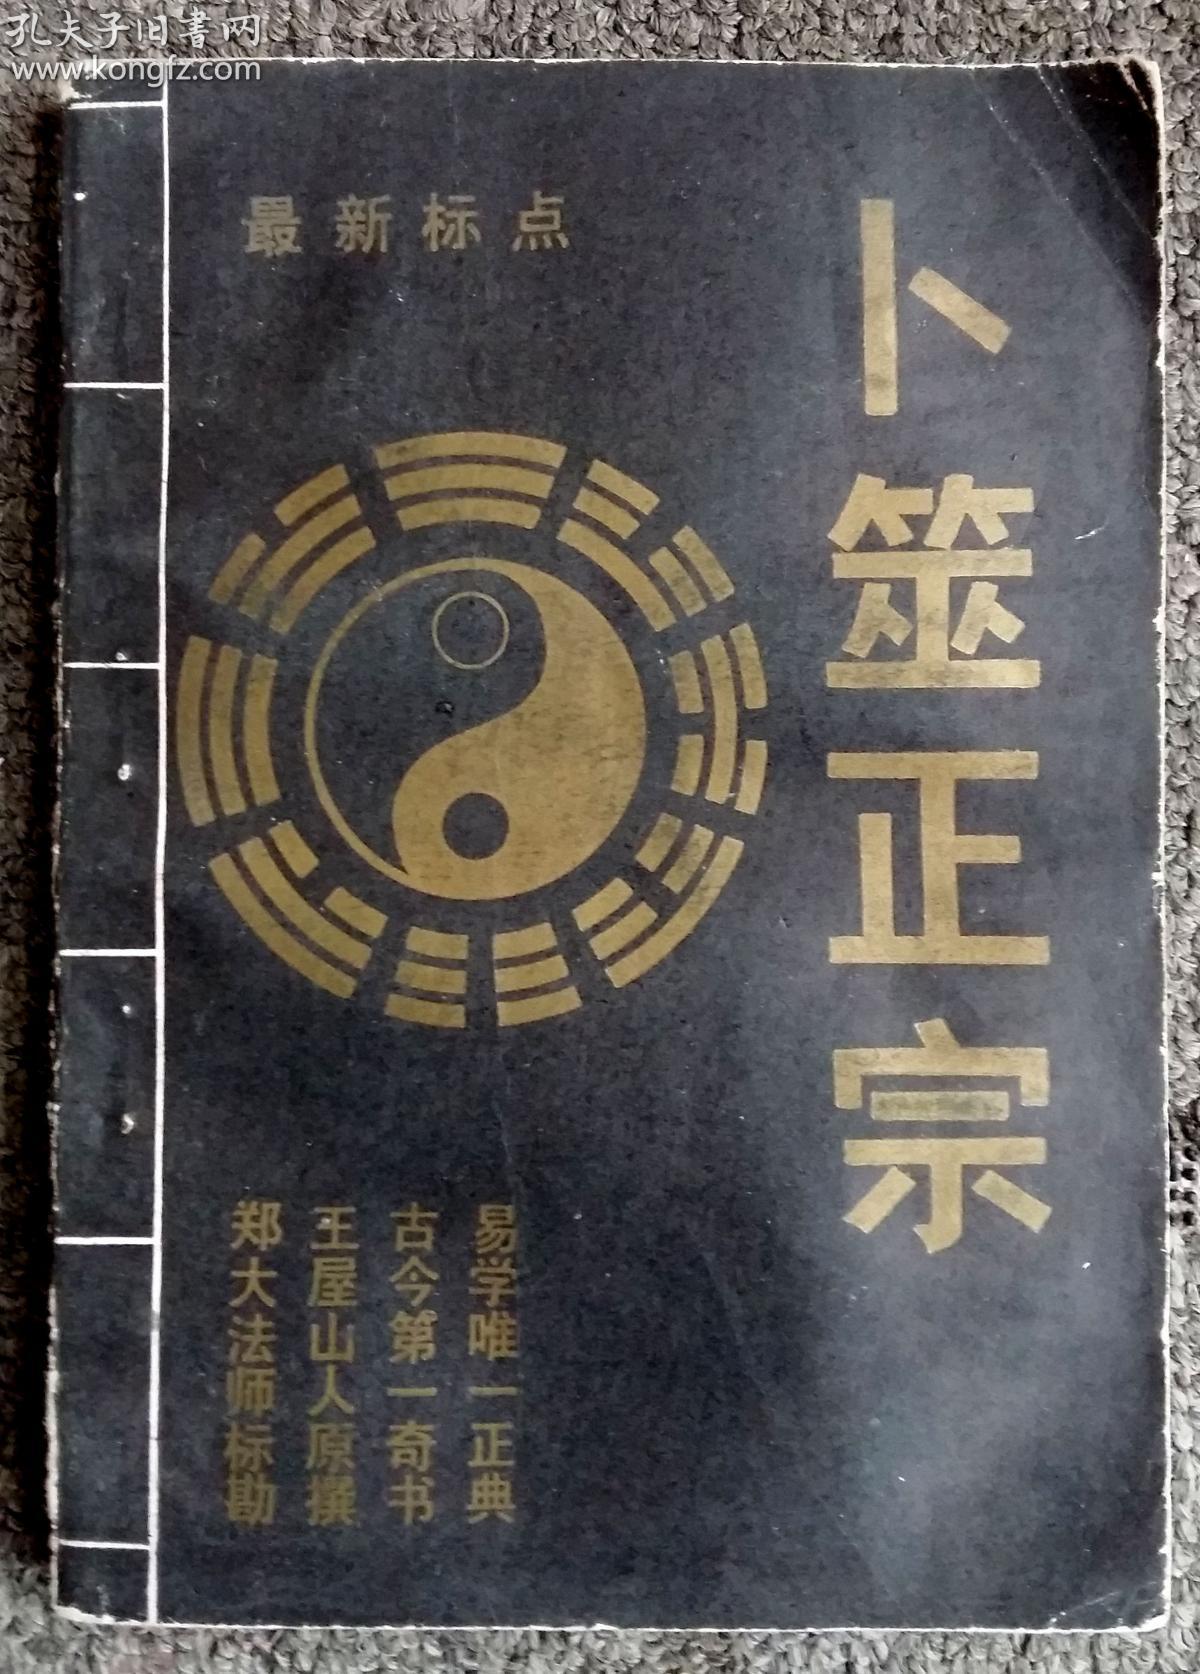 孔夫子旧書网
www.kongfz.com
最新标点
卜筮正宗
易学唯一正典
古今第一奇书
王屋山人原撰
郑大法师标勘